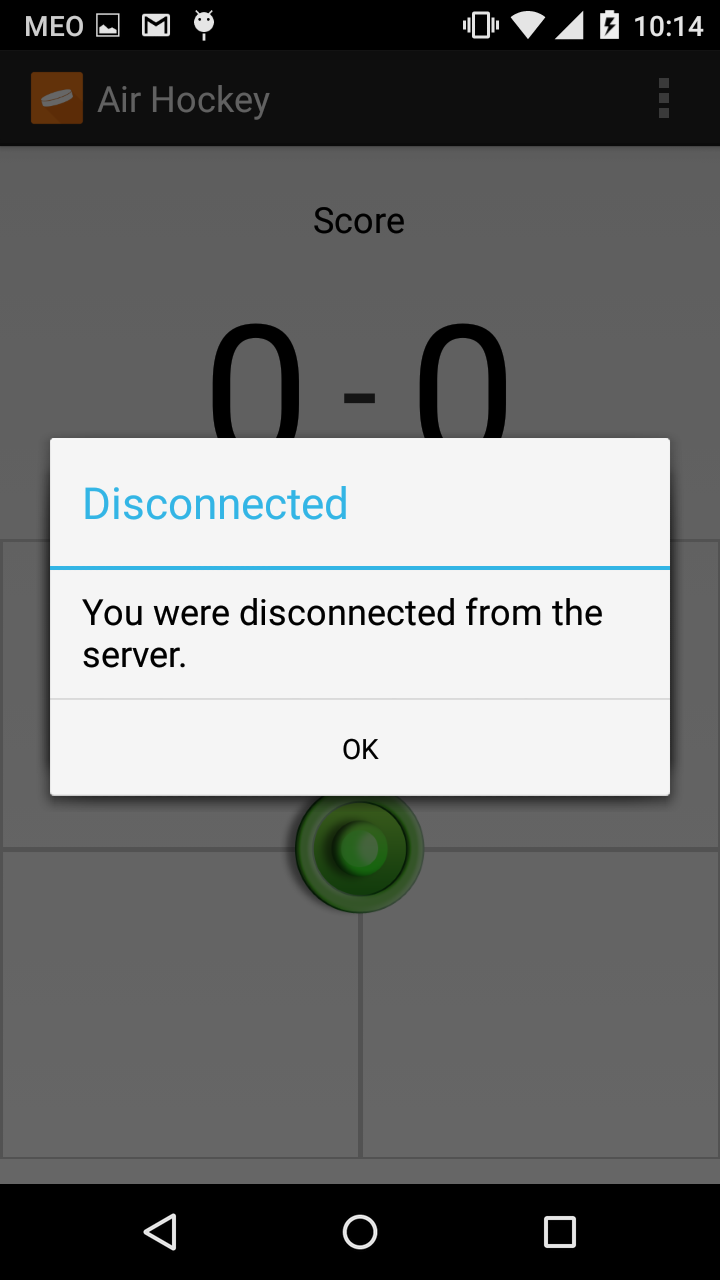 MEO 10:14
Air Hockey
Score
0 - 0
Disconnected
You were disconnected from the
server.
OK